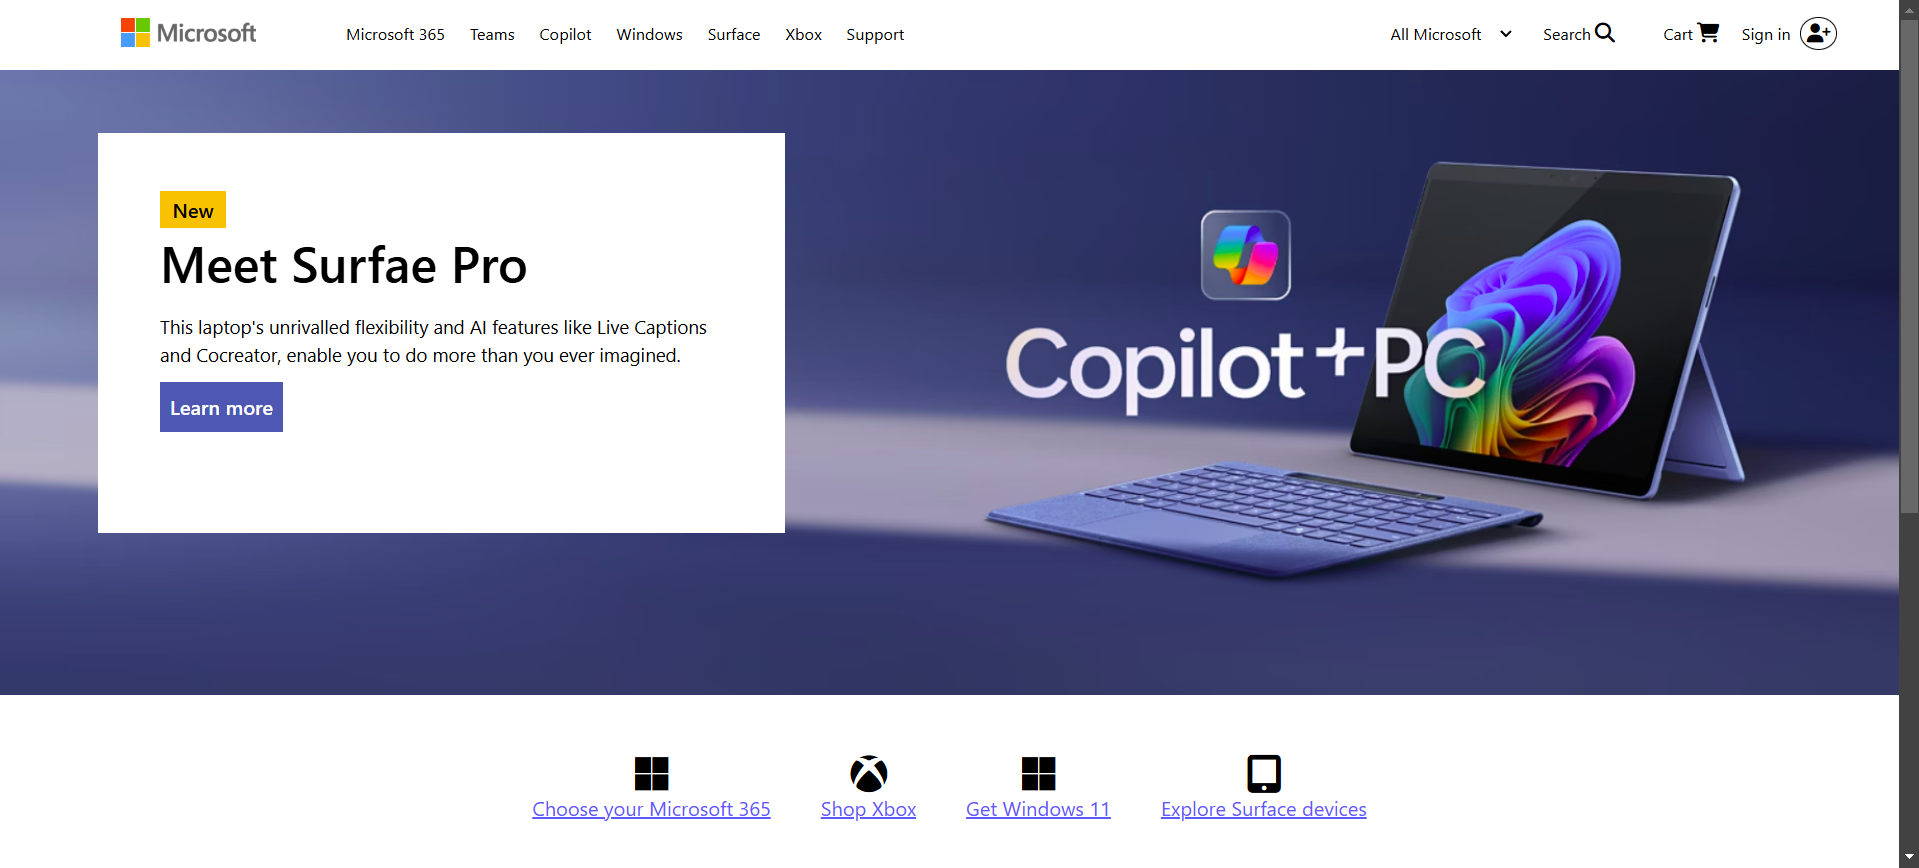 Microsoft
Microsoft 365 Teams Copilot Windows Surface Xbox Support
All Microsoft Search Cart Sign in
New
Meet Surfae Pro
This laptop's unrivalled flexibility and AI features like Live Captions
and Cocreator, enable you to do more than you ever imagined.
Learn more
Copilot+PC
Choose your Microsoft 365
Shop Xbox
Get Windows 11
Explore Surface devices